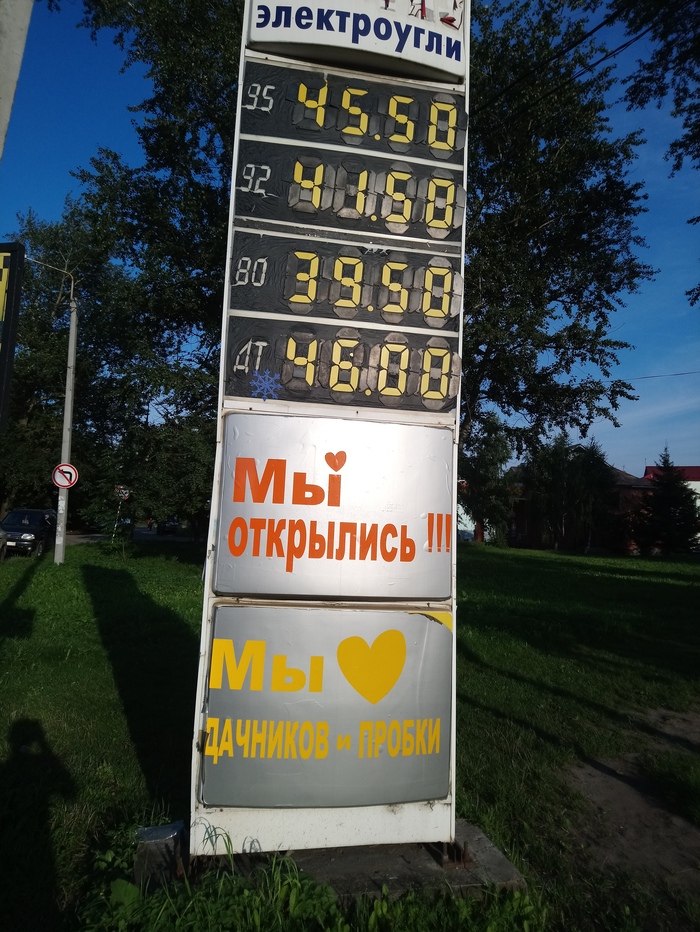 электроугли
95 45.50
92 41.50
80 39.50
ДТ 46.00
Мы
открылись !!!
Мы
ДАЧНИКОВ и ПРОБКИ